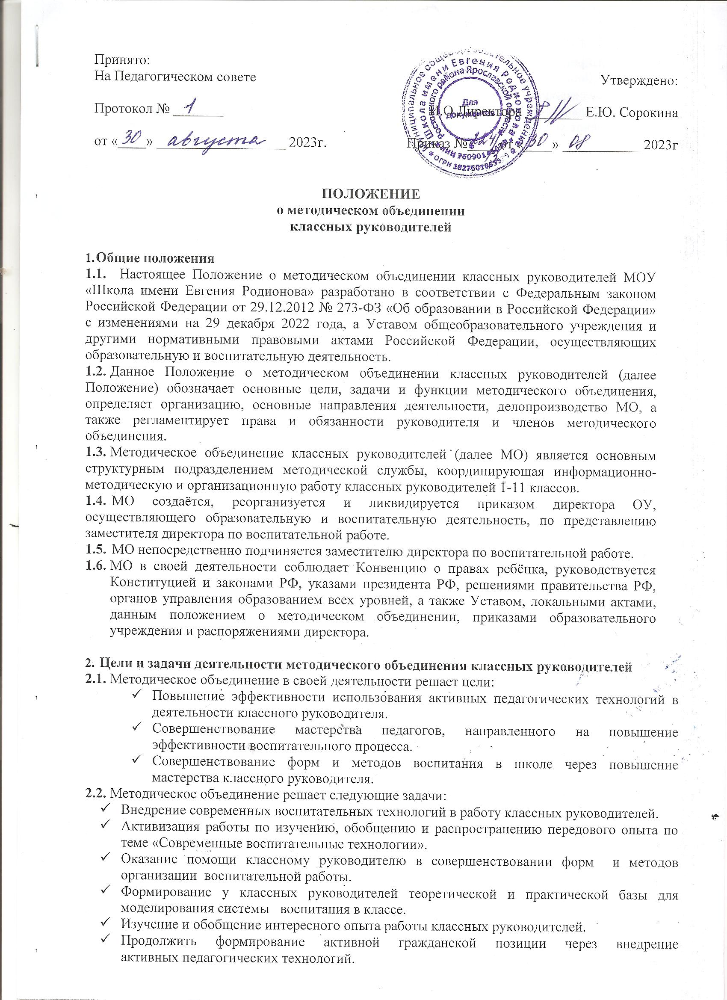 Принято:
На Педагогическом совете
Утверждено:
Протокол № 1
И.О.Директора Е.Ю. Сорокина
от «30» августа 2023г.
Приказ № от «30» 08 2023г
Муниципальное общеобразовательное учреждение
Школа имени Евгения Родионова
Ростовского района Ярославской области
Для
документов
ПОЛОЖЕНИЕ
о методическом объединении
классных руководителей
1.Общие положения
1.1. Настоящее Положение о методическом объединении классных руководителей МОУ
«Школа имени Евгения Родионова» разработано в соответствии с Федеральным законом
Российской Федерации от 29.12.2012 № 273-ФЗ «Об образовании в Российской Федерации»
с изменениями на 29 декабря 2022 года, а Уставом общеобразовательного учреждения и
другими нормативными правовыми актами Российской Федерации, осуществляющих
образовательную и воспитательную деятельность.
1.2. Данное Положение о методическом объединении классных руководителей (далее
Положение) обозначает основные цели, задачи и функции методического объединения,
определяет организацию, основные направления деятельности, делопроизводство МО, а
также регламентирует права и обязанности руководителя и членов методического
объединения.
1.3. Методическое объединение классных руководителей (далее МО) является основным
структурным подразделением методической службы, координирующая информационно-
методическую и организационную работу классных руководителей 1-11 классов.
1.4. МО создаётся, реорганизуется и ликвидируется приказом директора ОУ,
осуществляющего образовательную и воспитательную деятельность, по представлению
заместителя директора по воспитательной работе.
1.5. МО непосредственно подчиняется заместителю директора по воспитательной работе.
1.6. МО в своей деятельности соблюдает Конвенцию о правах ребёнка, руководствуется
Конституцией и законами РФ, указами президента РФ, решениями правительства РФ,
органов управления образованием всех уровней, а также Уставом, локальными актами,
данным положением о методическом объединении, приказами образовательного
учреждения и распоряжениями директора.
2. Цели и задачи деятельности методического объединения классных руководителей
2.1. Методическое объединение в своей деятельности решает цели:
✓ Повышение эффективности использования активных педагогических технологий в
деятельности классного руководителя.
✓ Совершенствование мастерства педагогов, направленного на повышение
эффективности воспитательного процесса.
✓ Совершенствование форм и методов воспитания в школе через повышение
мастерства классного руководителя.
2.2. Методическое объединение решает следующие задачи:
✓ Внедрение современных воспитательных технологий в работу классных руководителей.
✓ Активизация работы по изучению, обобщению и распространению передового опыта по
теме «Современные воспитательные технологии».
✓ Оказание помощи классному руководителю в совершенствовании форм и методов
организации воспитательной работы.
✓ Формирование у классных руководителей теоретической и практической базы для
моделирования системы воспитания в классе.
✓ Изучение и обобщение интересного опыта работы классных руководителей.
✓ Продолжить формирование активной гражданской позиции через внедрение
активных педагогических технологий.